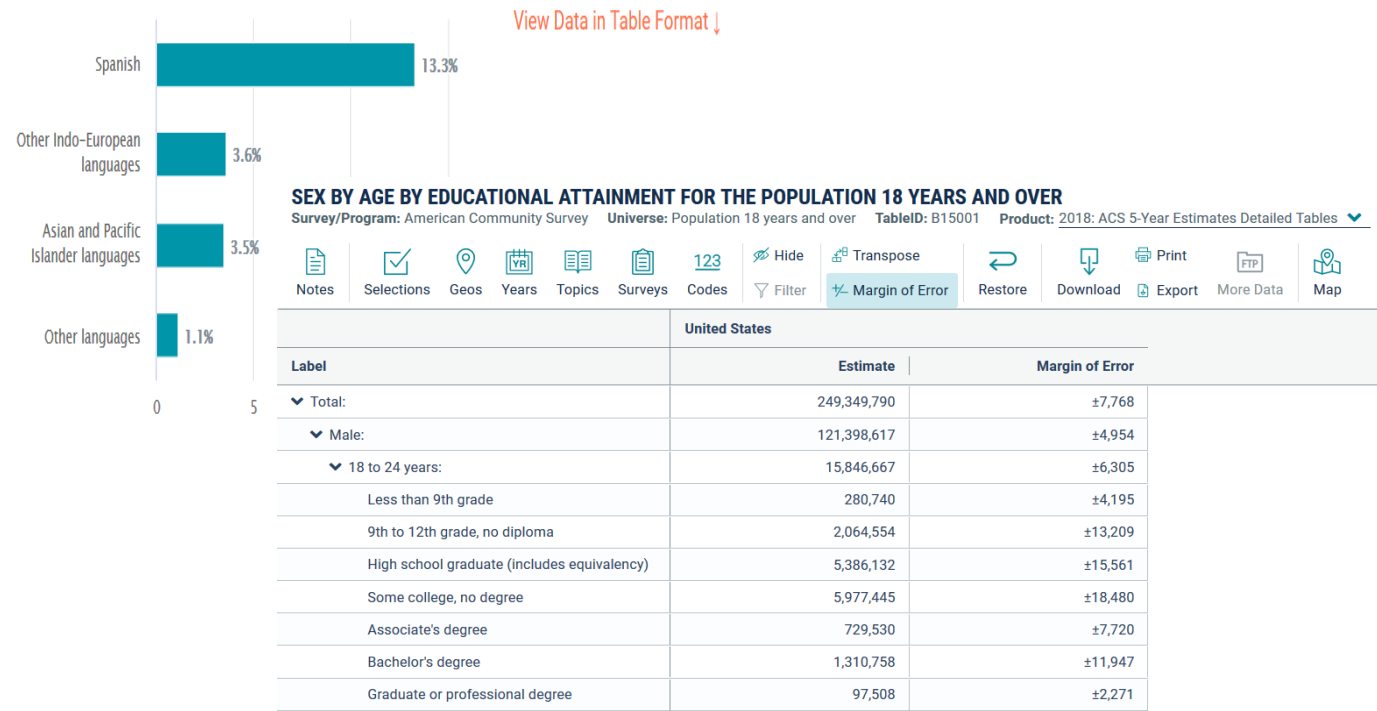 View Data in Table Format ↓
Spanish
13.3%
Other Indo-European
languages
3.6%
Asian and Pacific
Islander languages
3.5%
Other languages
1.1%
0 5
SEX BY AGE BY EDUCATIONAL ATTAINMENT FOR THE POPULATION 18 YEARS AND OVER
Survey/Program: American Community Survey Universe: Population 18 years and over TableID: B15001 Product: 2018: ACS 5-Year Estimates Detailed Tables
Notes Selections Geos YR Years Topics Surveys 123 Codes Hide Filter Transpose +/- Margin of Error Restore Download Print Export FTP More Data Map
United States
Label Estimate Margin of Error
Total: 249,349,790 ±7,768
Male: 121,398,617 ±4,954
18 to 24 years: 15,846,667 ±6,305
Less than 9th grade 280,740 ±4,195
9th to 12th grade, no diploma 2,064,554 ±13,209
High school graduate (includes equivalency) 5,386,132 ±15,561
Some college, no degree 5,977,445 ±18,480
Associate's degree 729,530 ±7,720
Bachelor's degree 1,310,758 ±11,947
Graduate or professional degree 97,508 ±2,271